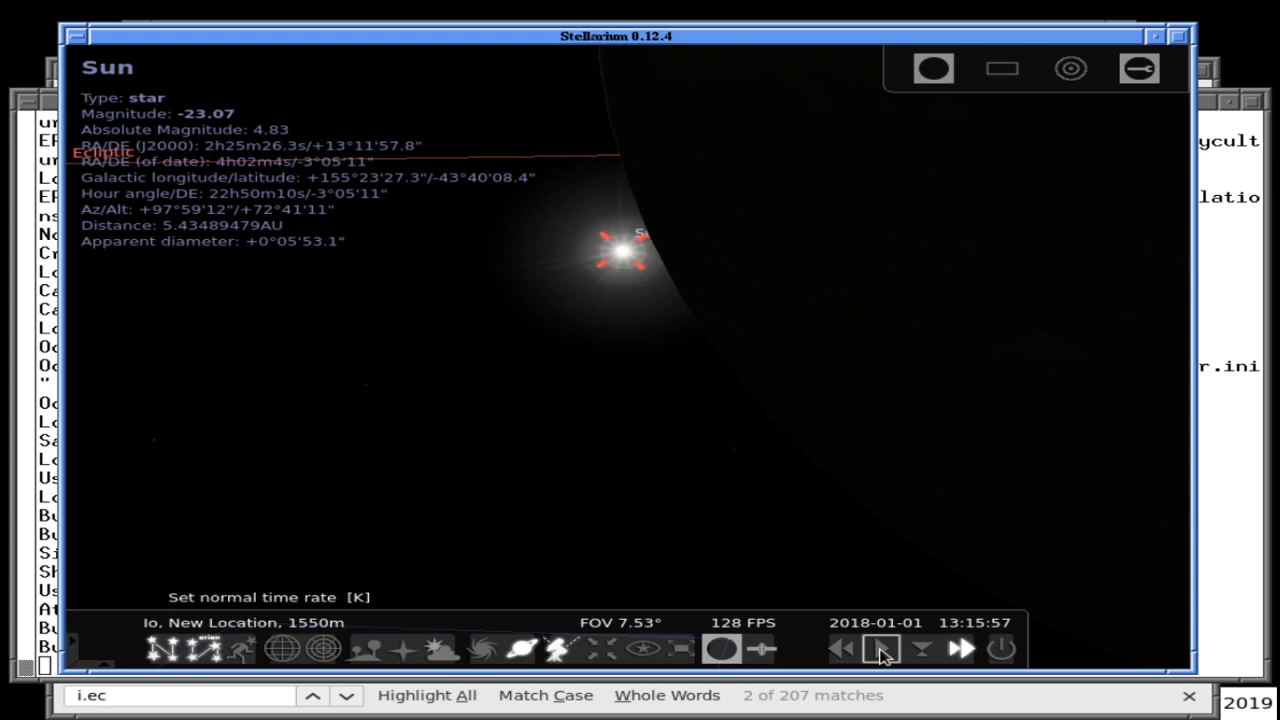 Stellarium 0.12.4
Sun
Type: star
Magnitude: -23.07
Absolute Magnitude: 4.83
RA/DE (J2000): 2h25m26.3s/+13°11'57.8"
Ecliptic
RA/DE (of date): 4h02m4s/-3°05'11"
Galactic longitude/latitude: +155°23'27.3"/-43°40'08.4"
Hour angle/DE: 22h50m10s/-3°05'11"
Az/Alt: +97°59'12"/+72°41'11"
Distance: 5.43489479AU
Apparent diameter: +0°05'53.1"
ycult
latio
r.ini
Set normal time rate [K]
Io, New Location, 1550m
FOV 7.53°
128 FPS
2018-01-01
13:15:57
i.ec
Highlight All
Match Case
Whole Words
2 of 207 matches
2019